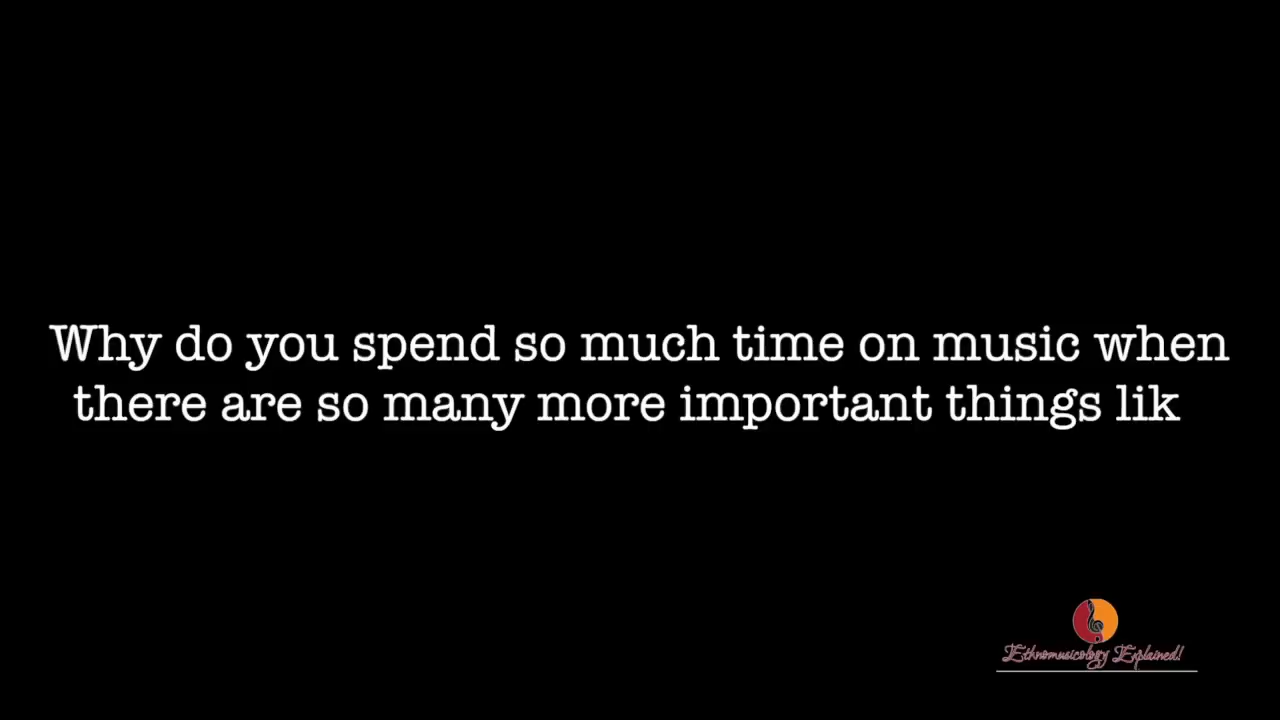 Why do you spend so much time on music when
there are so many more important things lik
Ethnomusicology Explained!